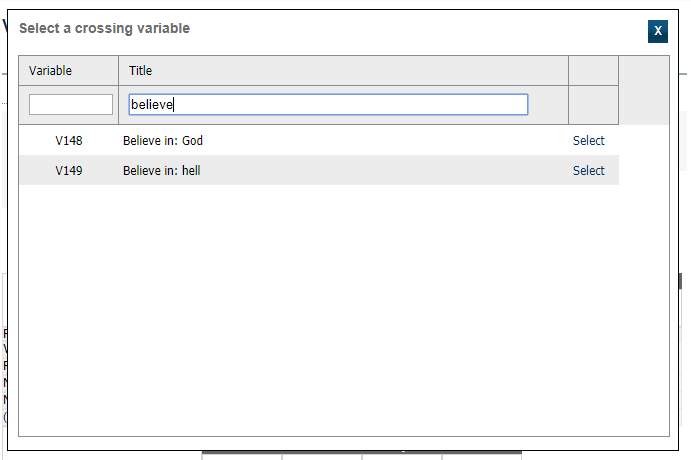 Select a crossing variable
X
Variable Title
believe
V148 Believe in: God Select
V149 Believe in: hell Select